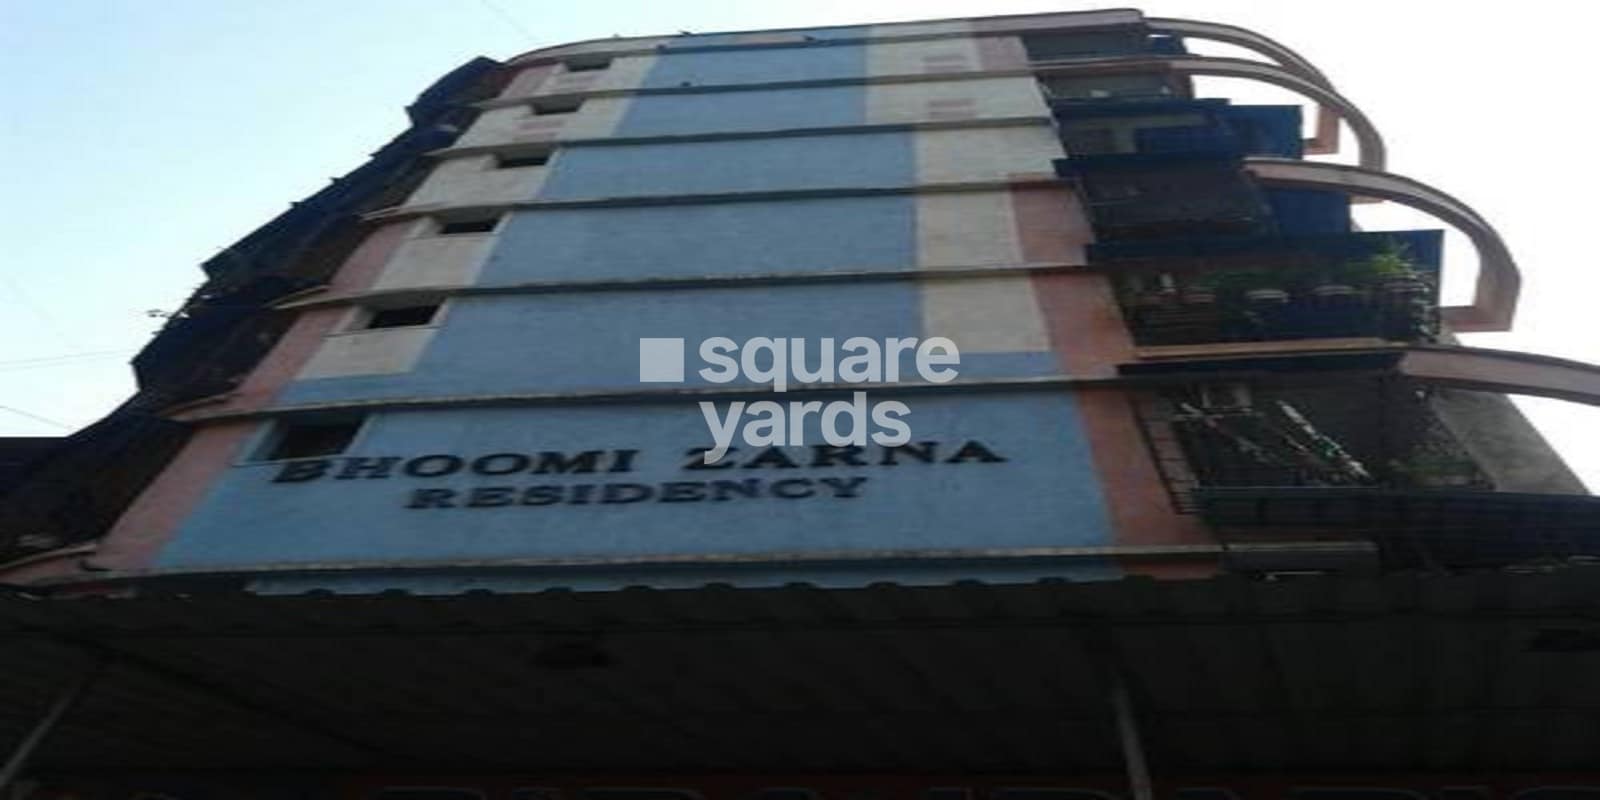 square
yards
BHOOMI ZARNA
RESIDENCY